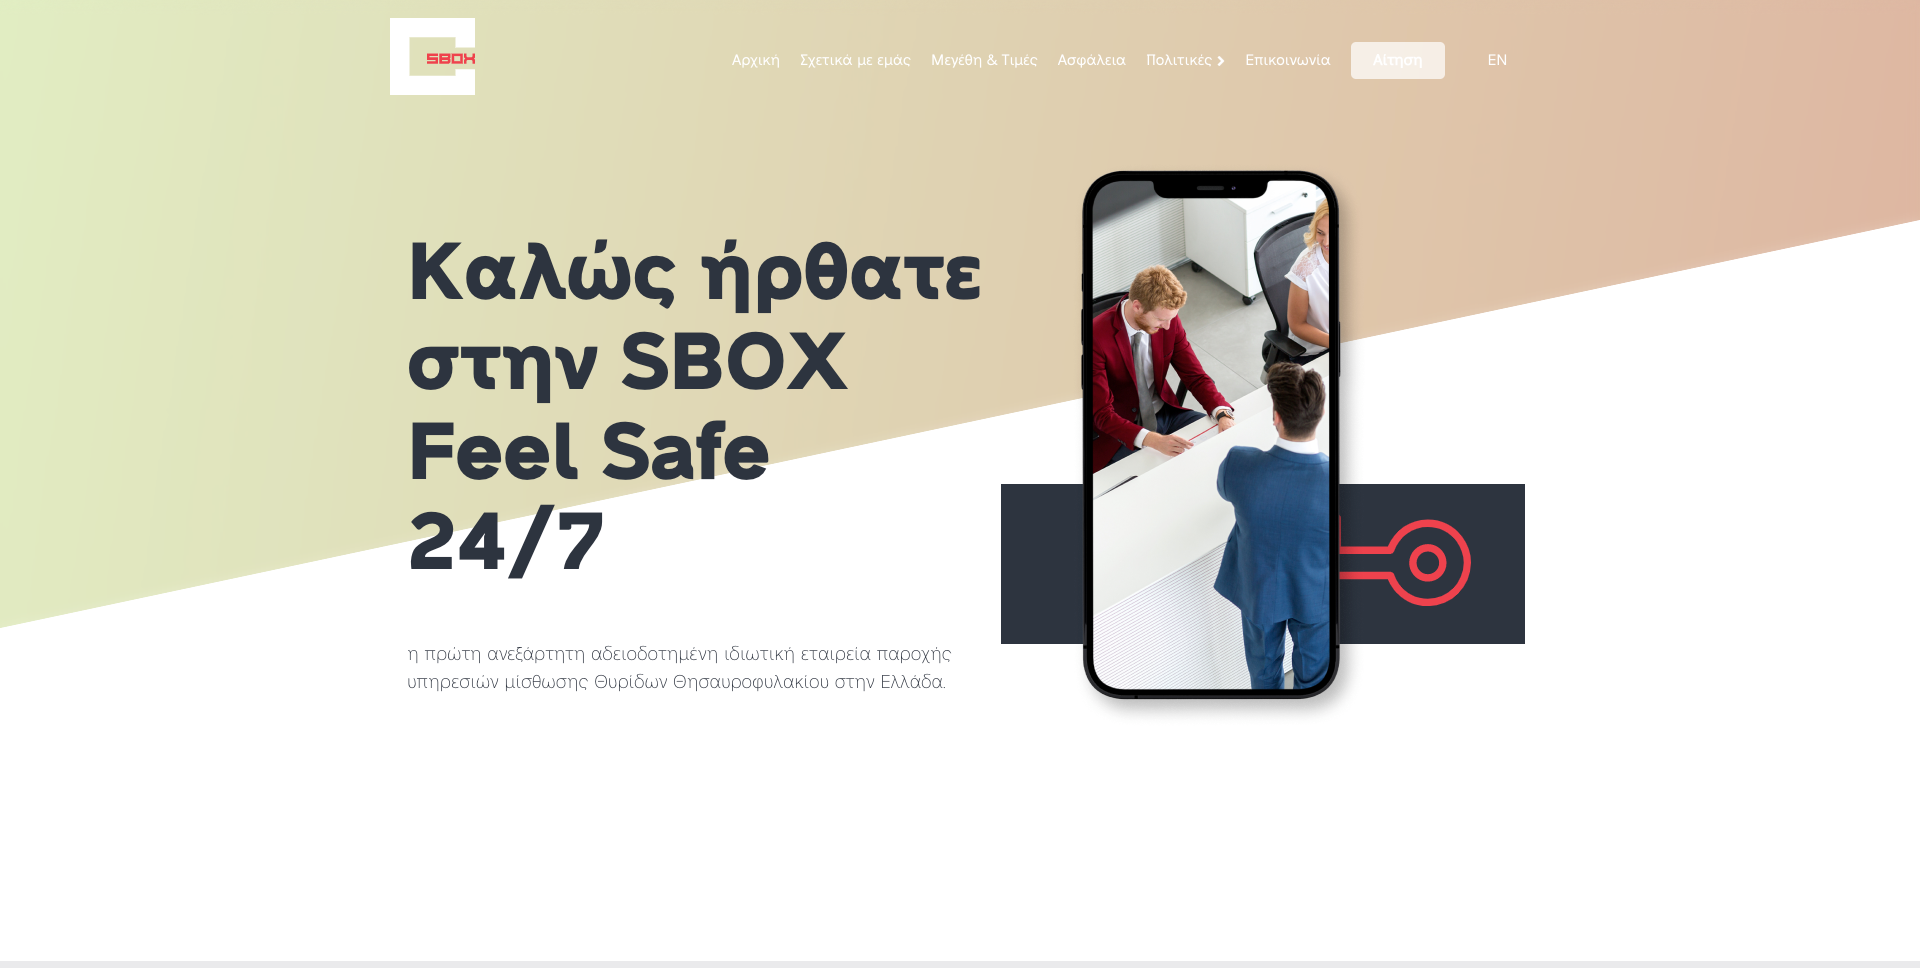 SBOX
Αρχική Σχετικά με εμάς Μεγέθη & Τιμές Ασφάλεια Πολιτικές Επικοινωνία Αίτηση EN
Καλώς ήρθατε
στην SBOX
Feel Safe
24/7
η πρώτη ανεξάρτητη αδειοδοτημένη ιδιωτική εταιρεία παροχής
υπηρεσιών μίσθωσης Θυρίδων Θησαυροφυλακίου στην Ελλάδα.